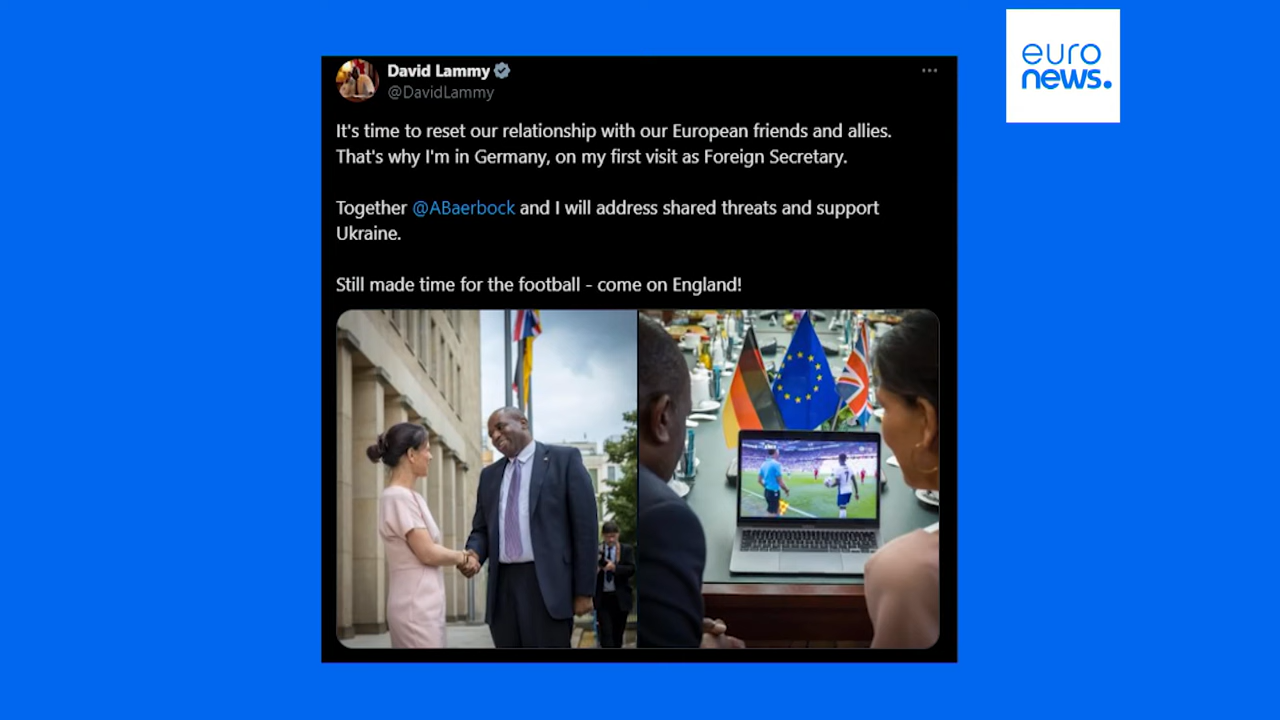 euro
news.
David Lammy
@DavidLammy
It's time to reset our relationship with our European friends and allies.
That's why I'm in Germany, on my first visit as Foreign Secretary.
Together @ABaerbock and I will address shared threats and support
Ukraine.
Still made time for the football - come on England!
7